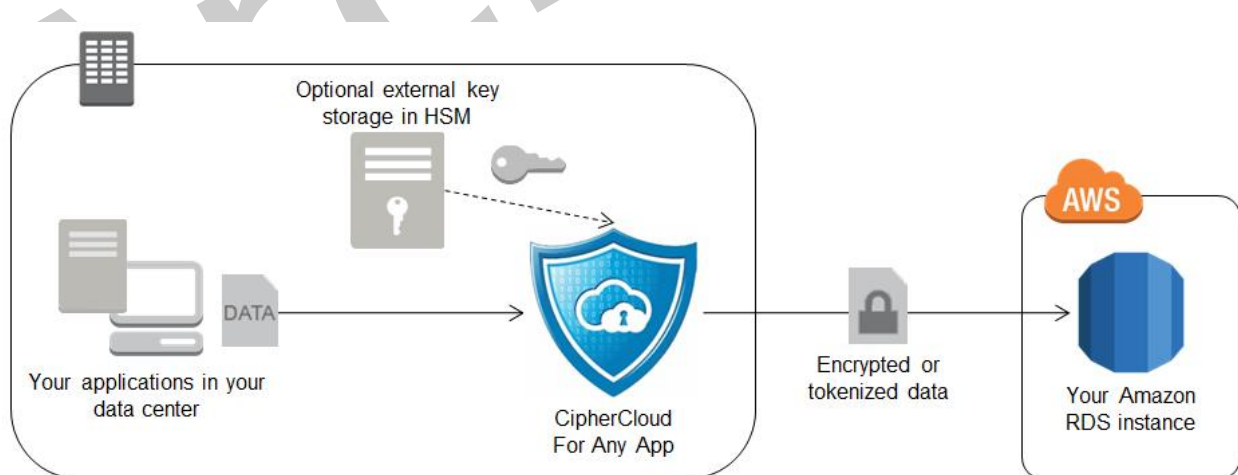 Optional external key
storage in HSM
AWS
DATA
Your applications in your
data center
CipherCloud
For Any App
Encrypted or
tokenized data
Your Amazon
RDS instance